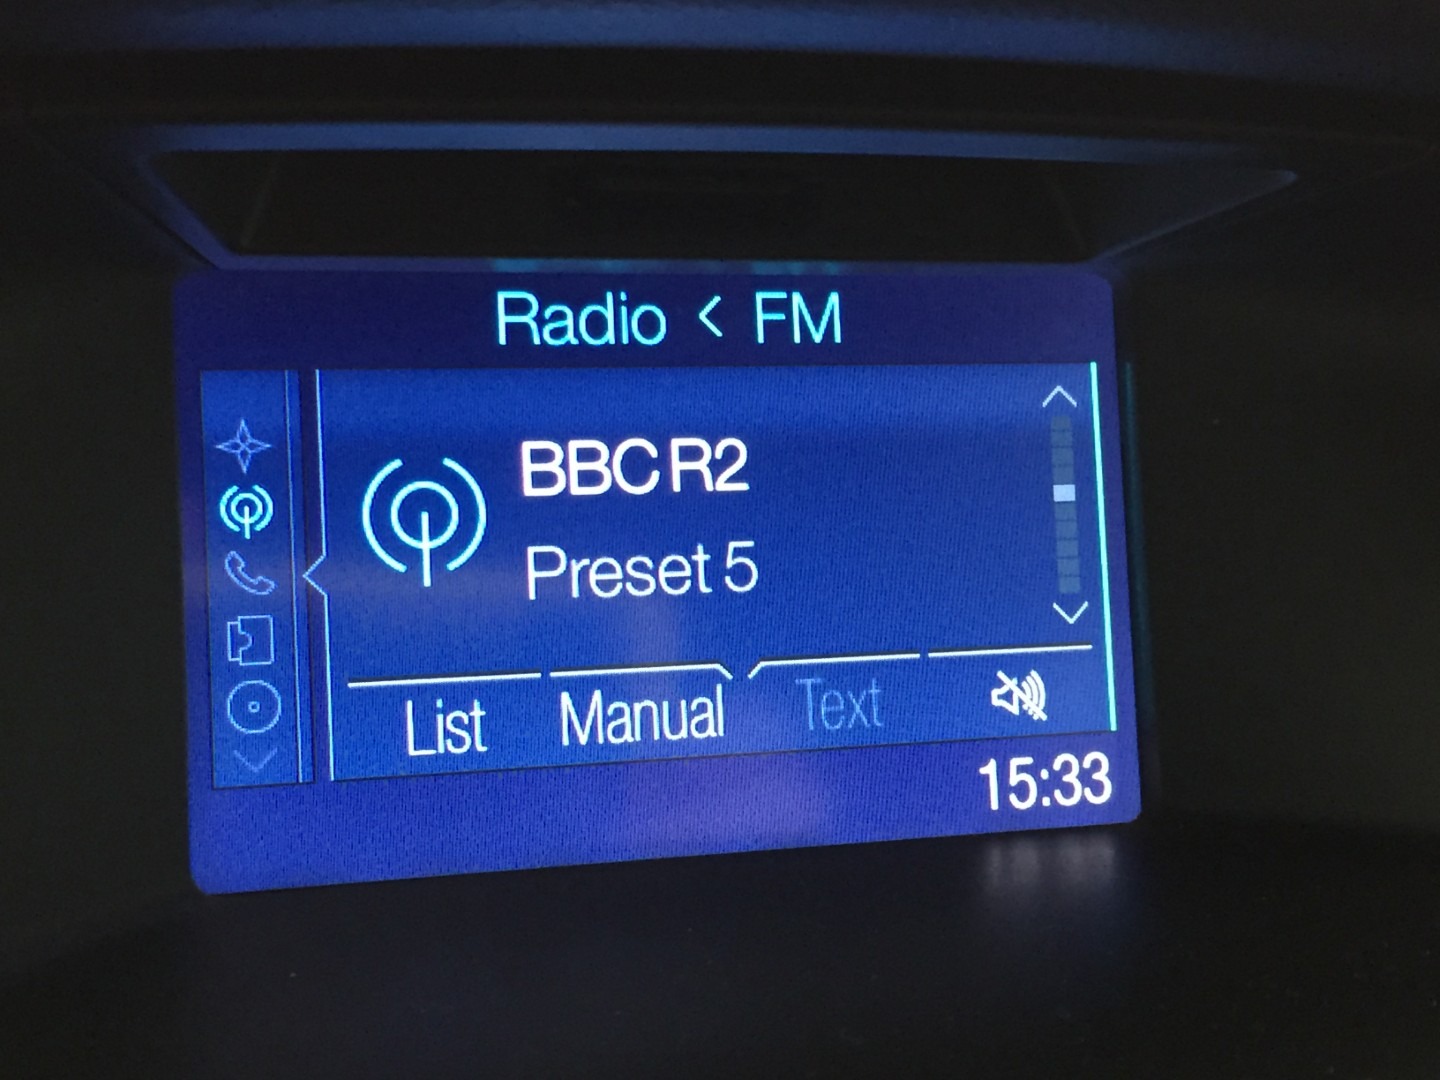 Radio < FM
BBC R2
Preset 5
List Manual Text
15:33